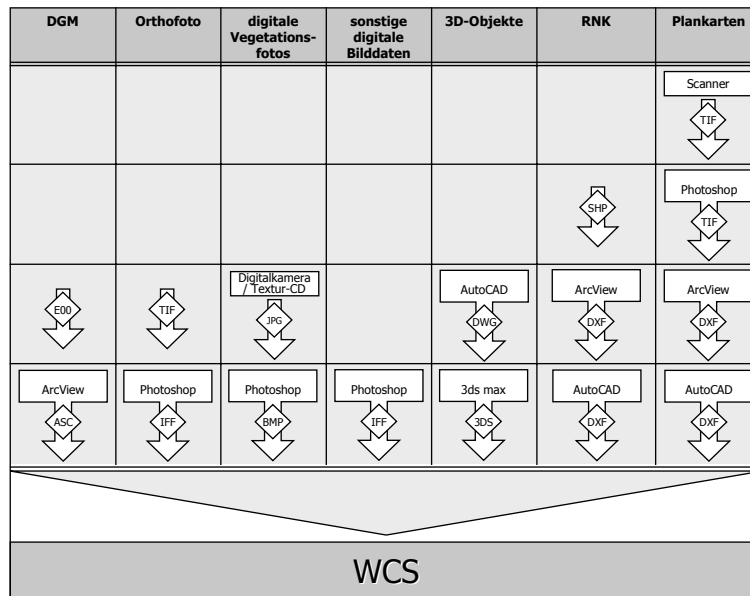 DGM
Orthofoto
digitale
Vegetations-
fotos
sonstige
digitale
Bilddaten
3D-Objekte
RNK
Plankarten
Scanner
TIF
SHP
Photoshop
TIF
E00
TIF
Digitalkamera
/ Textur-CD
JPG
AutoCAD
DWG
ArcView
DXF
ArcView
DXF
ArcView
ASC
Photoshop
IFF
Photoshop
BMP
Photoshop
IFF
3ds max
3DS
AutoCAD
DXF
AutoCAD
DXF
WCS